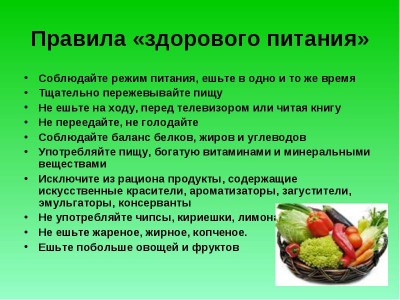 Правила «здорового питания»
• Соблюдайте режим питания, ешьте в одно и то же время
• Тщательно пережевывайте пищу
• Не ешьте на ходу, перед телевизором или читая книгу
• Не переедайте, не голодайте
• Соблюдайте баланс белков, жиров и углеводов
• Употребляйте пищу, богатую витаминами и минеральными
веществами
• Исключите из рациона продукты, содержащие
искусственные красители, ароматизаторы, загустители,
эмульгаторы, консерванты
• Не употребляйте чипсы, кириешки,
• Не ешьте жареное, жирное, копченое.
• Ешьте побольше овощей и фруктов